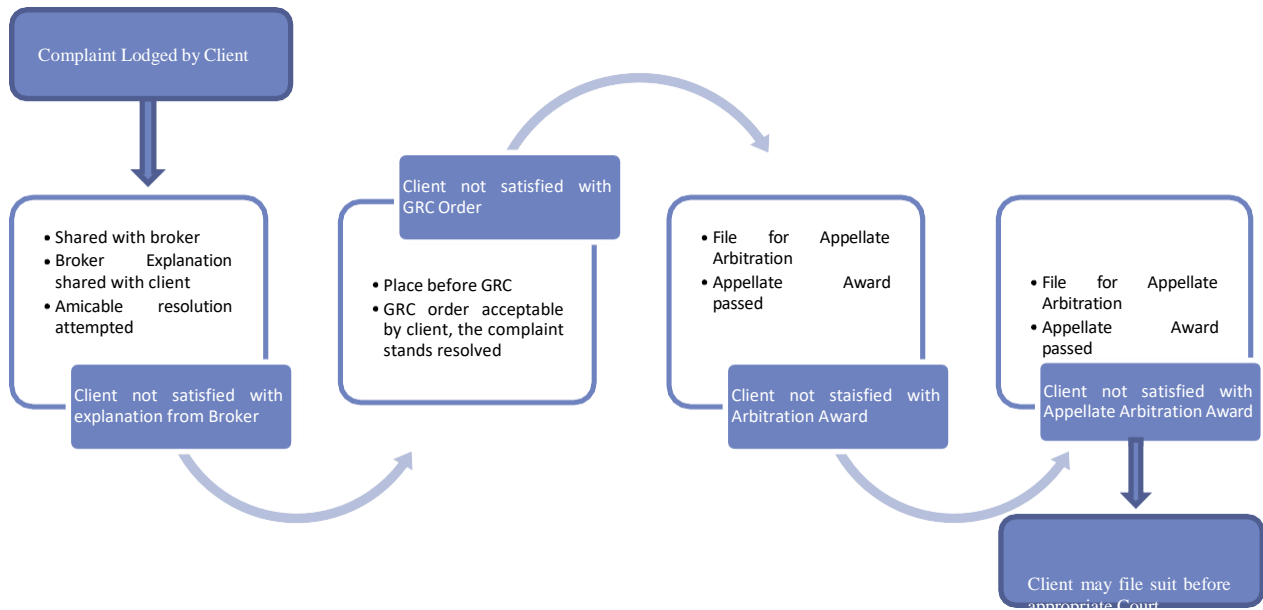 Complaint Lodged by Client
• Shared with broker
• Broker Explanation
shared with client
• Amicable resolution
attempted
Client not satisfied with
explanation from Broker
Client not satisfied with
GRC Order
• Place before GRC
• GRC order acceptable
by client, the complaint
stands resolved
• File for Appellate
Arbitration
• Appellate Award
passed
Client not staisfied with
Arbitration Award
• File for Appellate
Arbitration
• Appellate Award
passed
Client not satisfied with
Appellate Arbitration Award
Client may file suit before
appropriate Court